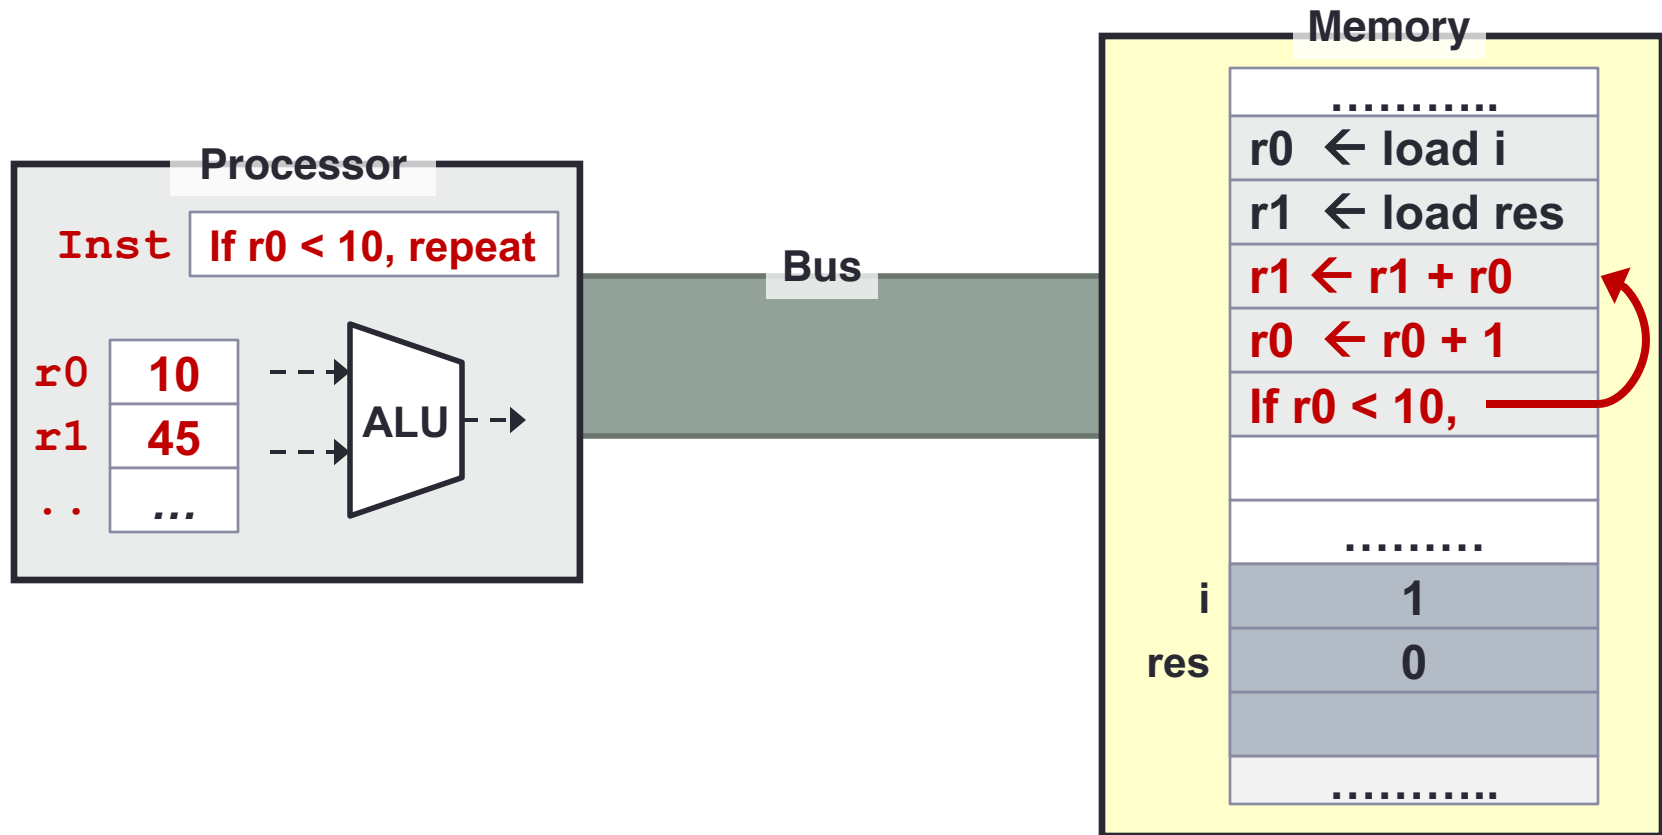 Processor
Inst If r0 < 10, repeat
r0 10
r1 45
.. ...
ALU
Bus
Memory
...........
r0 ← load i
r1 ← load res
r1 ← r1 + r0
r0 ← r0 + 1
If r0 < 10,
.........
i 1
res 0
...........